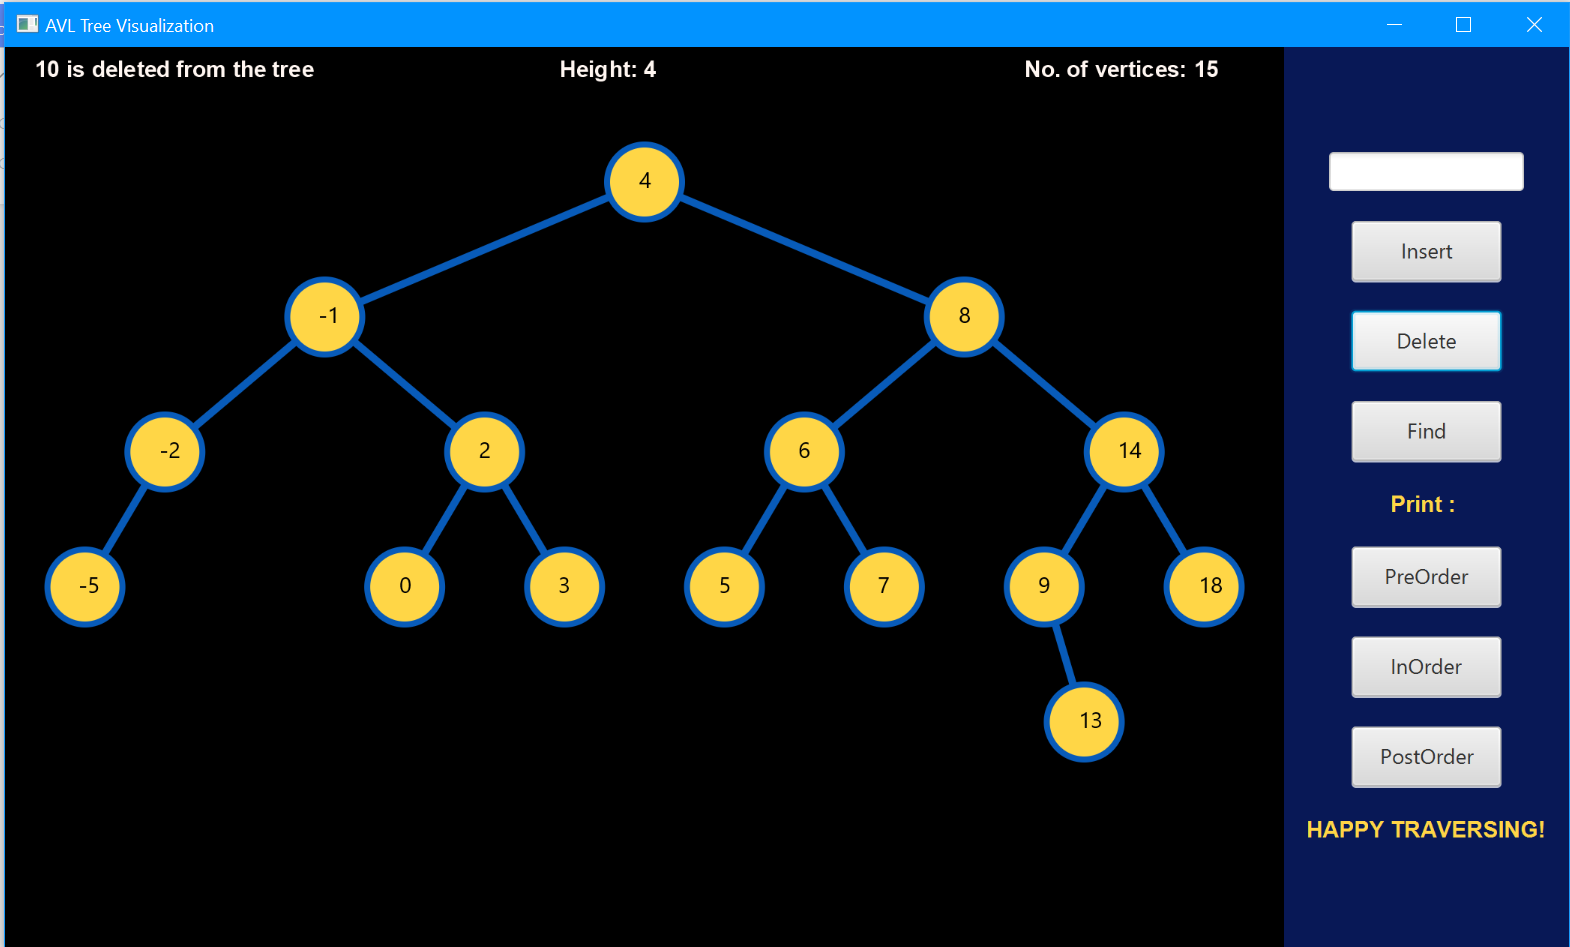 AVL Tree Visualization
10 is deleted from the tree
Height: 4
No. of vertices: 15
4
-1
8
-2
2
6
14
-5
0
3
5
7
9
18
13
Insert
Delete
Find
Print :
PreOrder
InOrder
PostOrder
HAPPY TRAVERSING!